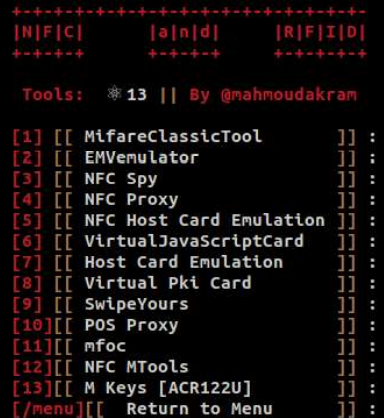 +-+-+-+-+-+-+-+-+-+-+-+-+-+-+-+-+-+-
|N|F|C| |a|n|d| |R|F|I|D|
+-+-+-+ +-+-+-+ +-+-+-+-+
Tools: ⚛ 13 || By @mahmoudakram
[1] [[ MifareClassicTool ]] :
[2] [[ EMVemulator ]] :
[3] [[ NFC Spy ]] :
[4] [[ NFC Proxy ]] :
[5] [[ NFC Host Card Emulation ]] :
[6] [[ VirtualJavaScriptCard ]] :
[7] [[ Host Card Emulation ]] :
[8] [[ Virtual Pki Card ]] :
[9] [[ SwipeYours ]] :
[10][[ POS Proxy ]] :
[11][[ mfoc ]] :
[12][[ NFC MTools ]] :
[13][[ M Keys [ACR122U] ]] :
[/menu][[ Return to Menu ]] :